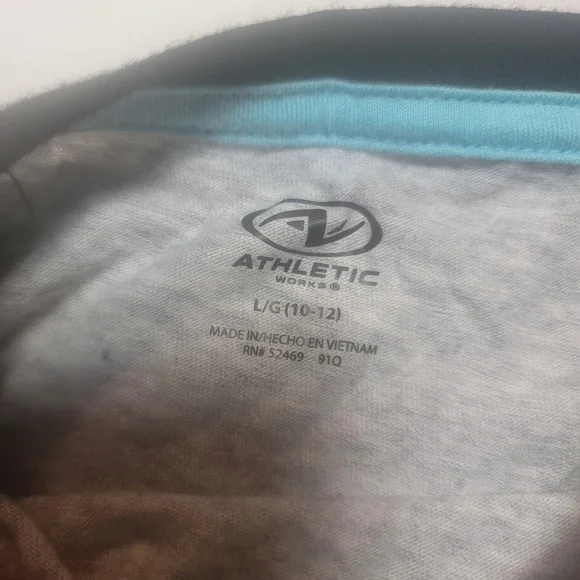 ATHLETIC
WORKS®
L/G (10-12)
MADE IN/HECHO EN VIETNAM
RN# 52469 91Q